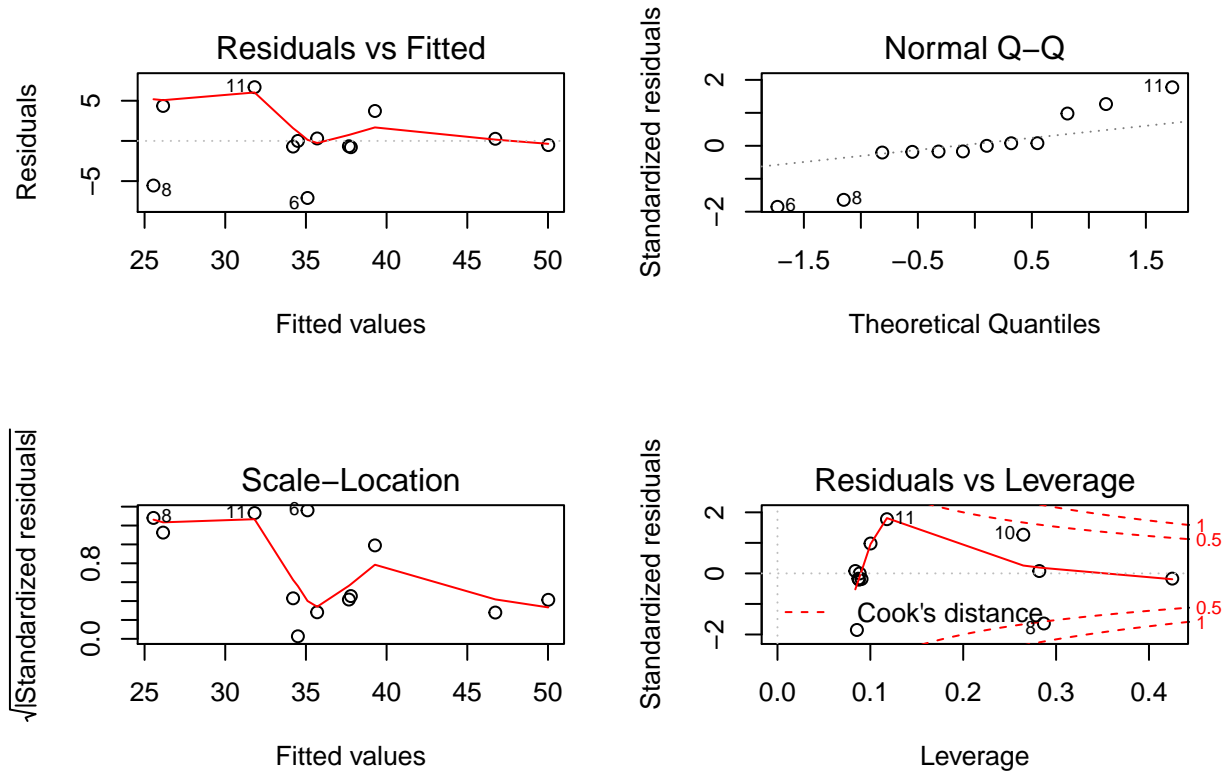 Residuals vs Fitted
Residuals
5
−5
11
8
6
25 30 35 40 45 50
Fitted values
Normal Q−Q
Standardized residuals
2
0
−2
11
6
8
−1.5 −0.5 0.5 1.5
Theoretical Quantiles
Scale−Location
√|Standardized residuals|
0.8
0.0
8
11
6
25 30 35 40 45 50
Fitted values
Residuals vs Leverage
Standardized residuals
2
0
−2
11
10
8
Cook's distance
1
0.5
0.5
1
0.0 0.1 0.2 0.3 0.4
Leverage